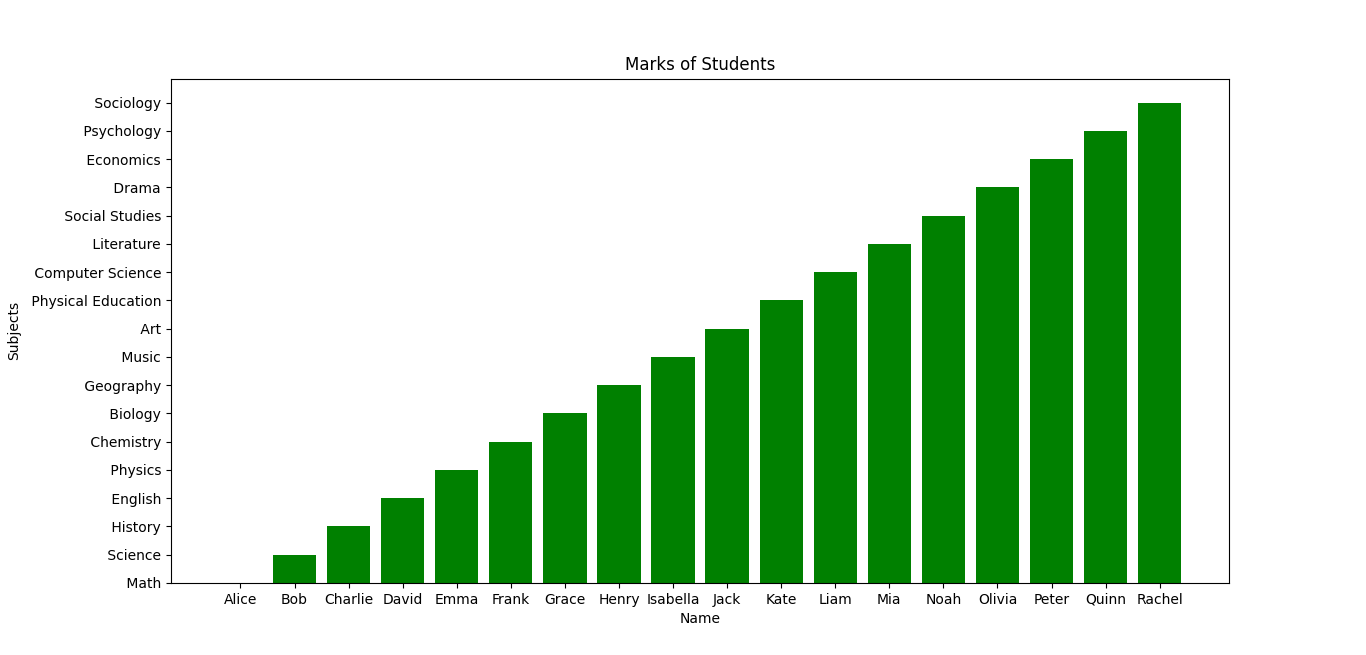 Marks of Students
Sociology
Psychology
Economics
Drama
Social Studies
Literature
Computer Science
Physical Education
Art
Music
Geography
Biology
Chemistry
Physics
English
History
Science
Math
Subjects
Alice Bob Charlie David Emma Frank Grace Henry Isabella Jack Kate Liam Mia Noah Olivia Peter Quinn Rachel
Name